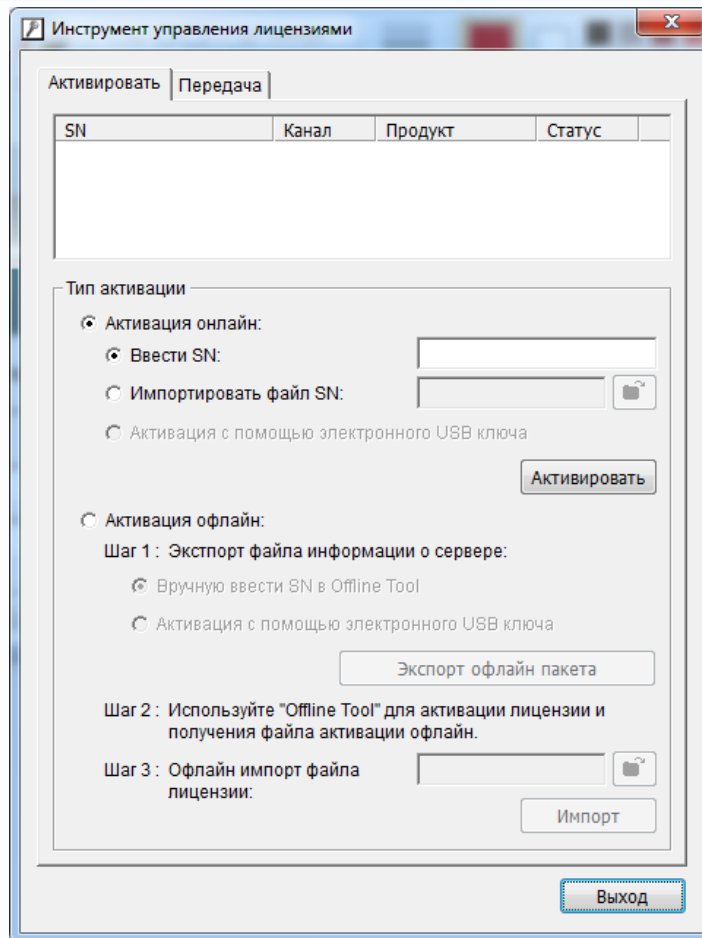 Инструмент управления лицензиями
Активировать Передача
SN Канал Продукт Статус
Тип активации
Активация онлайн:
Ввести SN:
Импортировать файл SN:
Активация с помощью электронного USB ключа
Активировать
Активация офлайн:
Шаг 1 : Экспорт файла информации о сервере:
Вручную ввести SN в Offline Tool
Активация с помощью электронного USB ключа
Экспорт офлайн пакета
Шаг 2 : Используйте "Offline Tool" для активации лицензии и
получения файла активации офлайн.
Шаг 3 : Офлайн импорт файла
лицензии:
Импорт
Выход